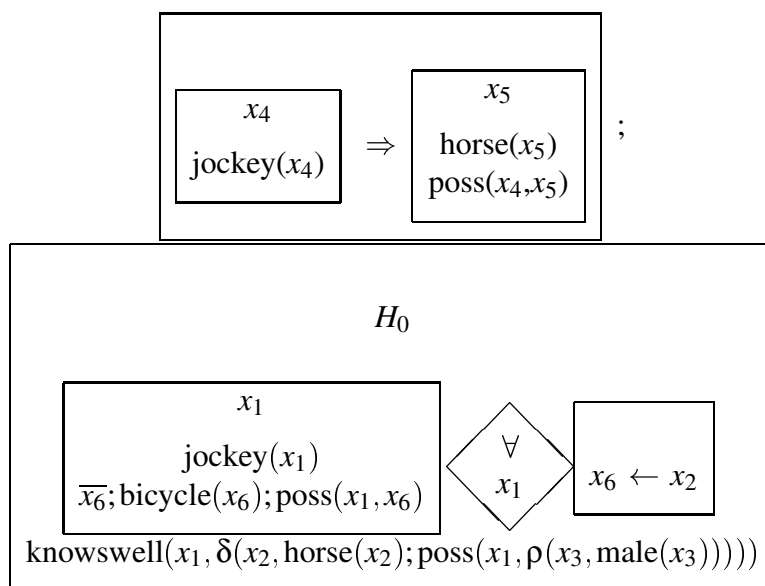 x₄
jockey(x₄)
⇒
x₅
horse(x₅)
poss(x₄,x₅)
;
H₀
x₁
jockey(x₁)
x̅₆;bicycle(x₆);poss(x₁,x₆)
∀
x₁
x₆ ← x₂
knowswell(x₁,δ(x₂,horse(x₂);poss(x₁,ρ(x₃,male(x₃)))))